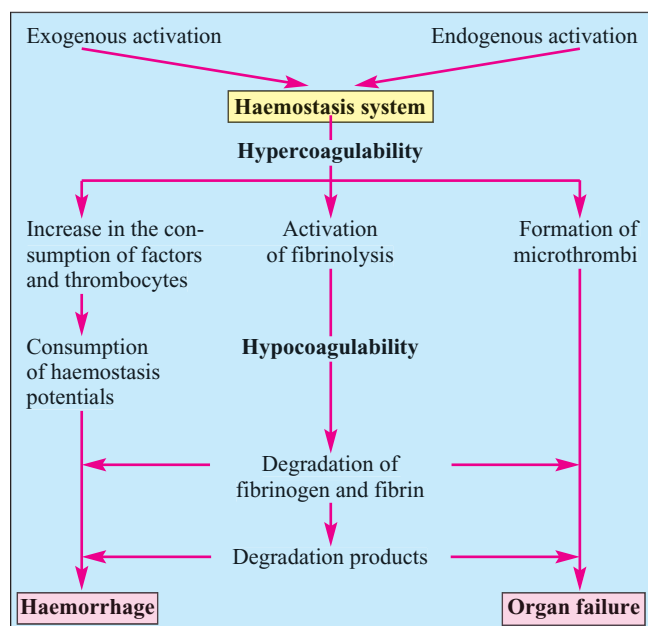 Exogenous activation
Endogenous activation
Haemostasis system
Hypercoagulability
Increase in the con-
sumption of factors
and thrombocytes
Activation
of fibrinolysis
Formation of
microthrombi
Consumption
of haemostasis
potentials
Hypocoagulability
Degradation of
fibrinogen and fibrin
Degradation products
Haemorrhage
Organ failure